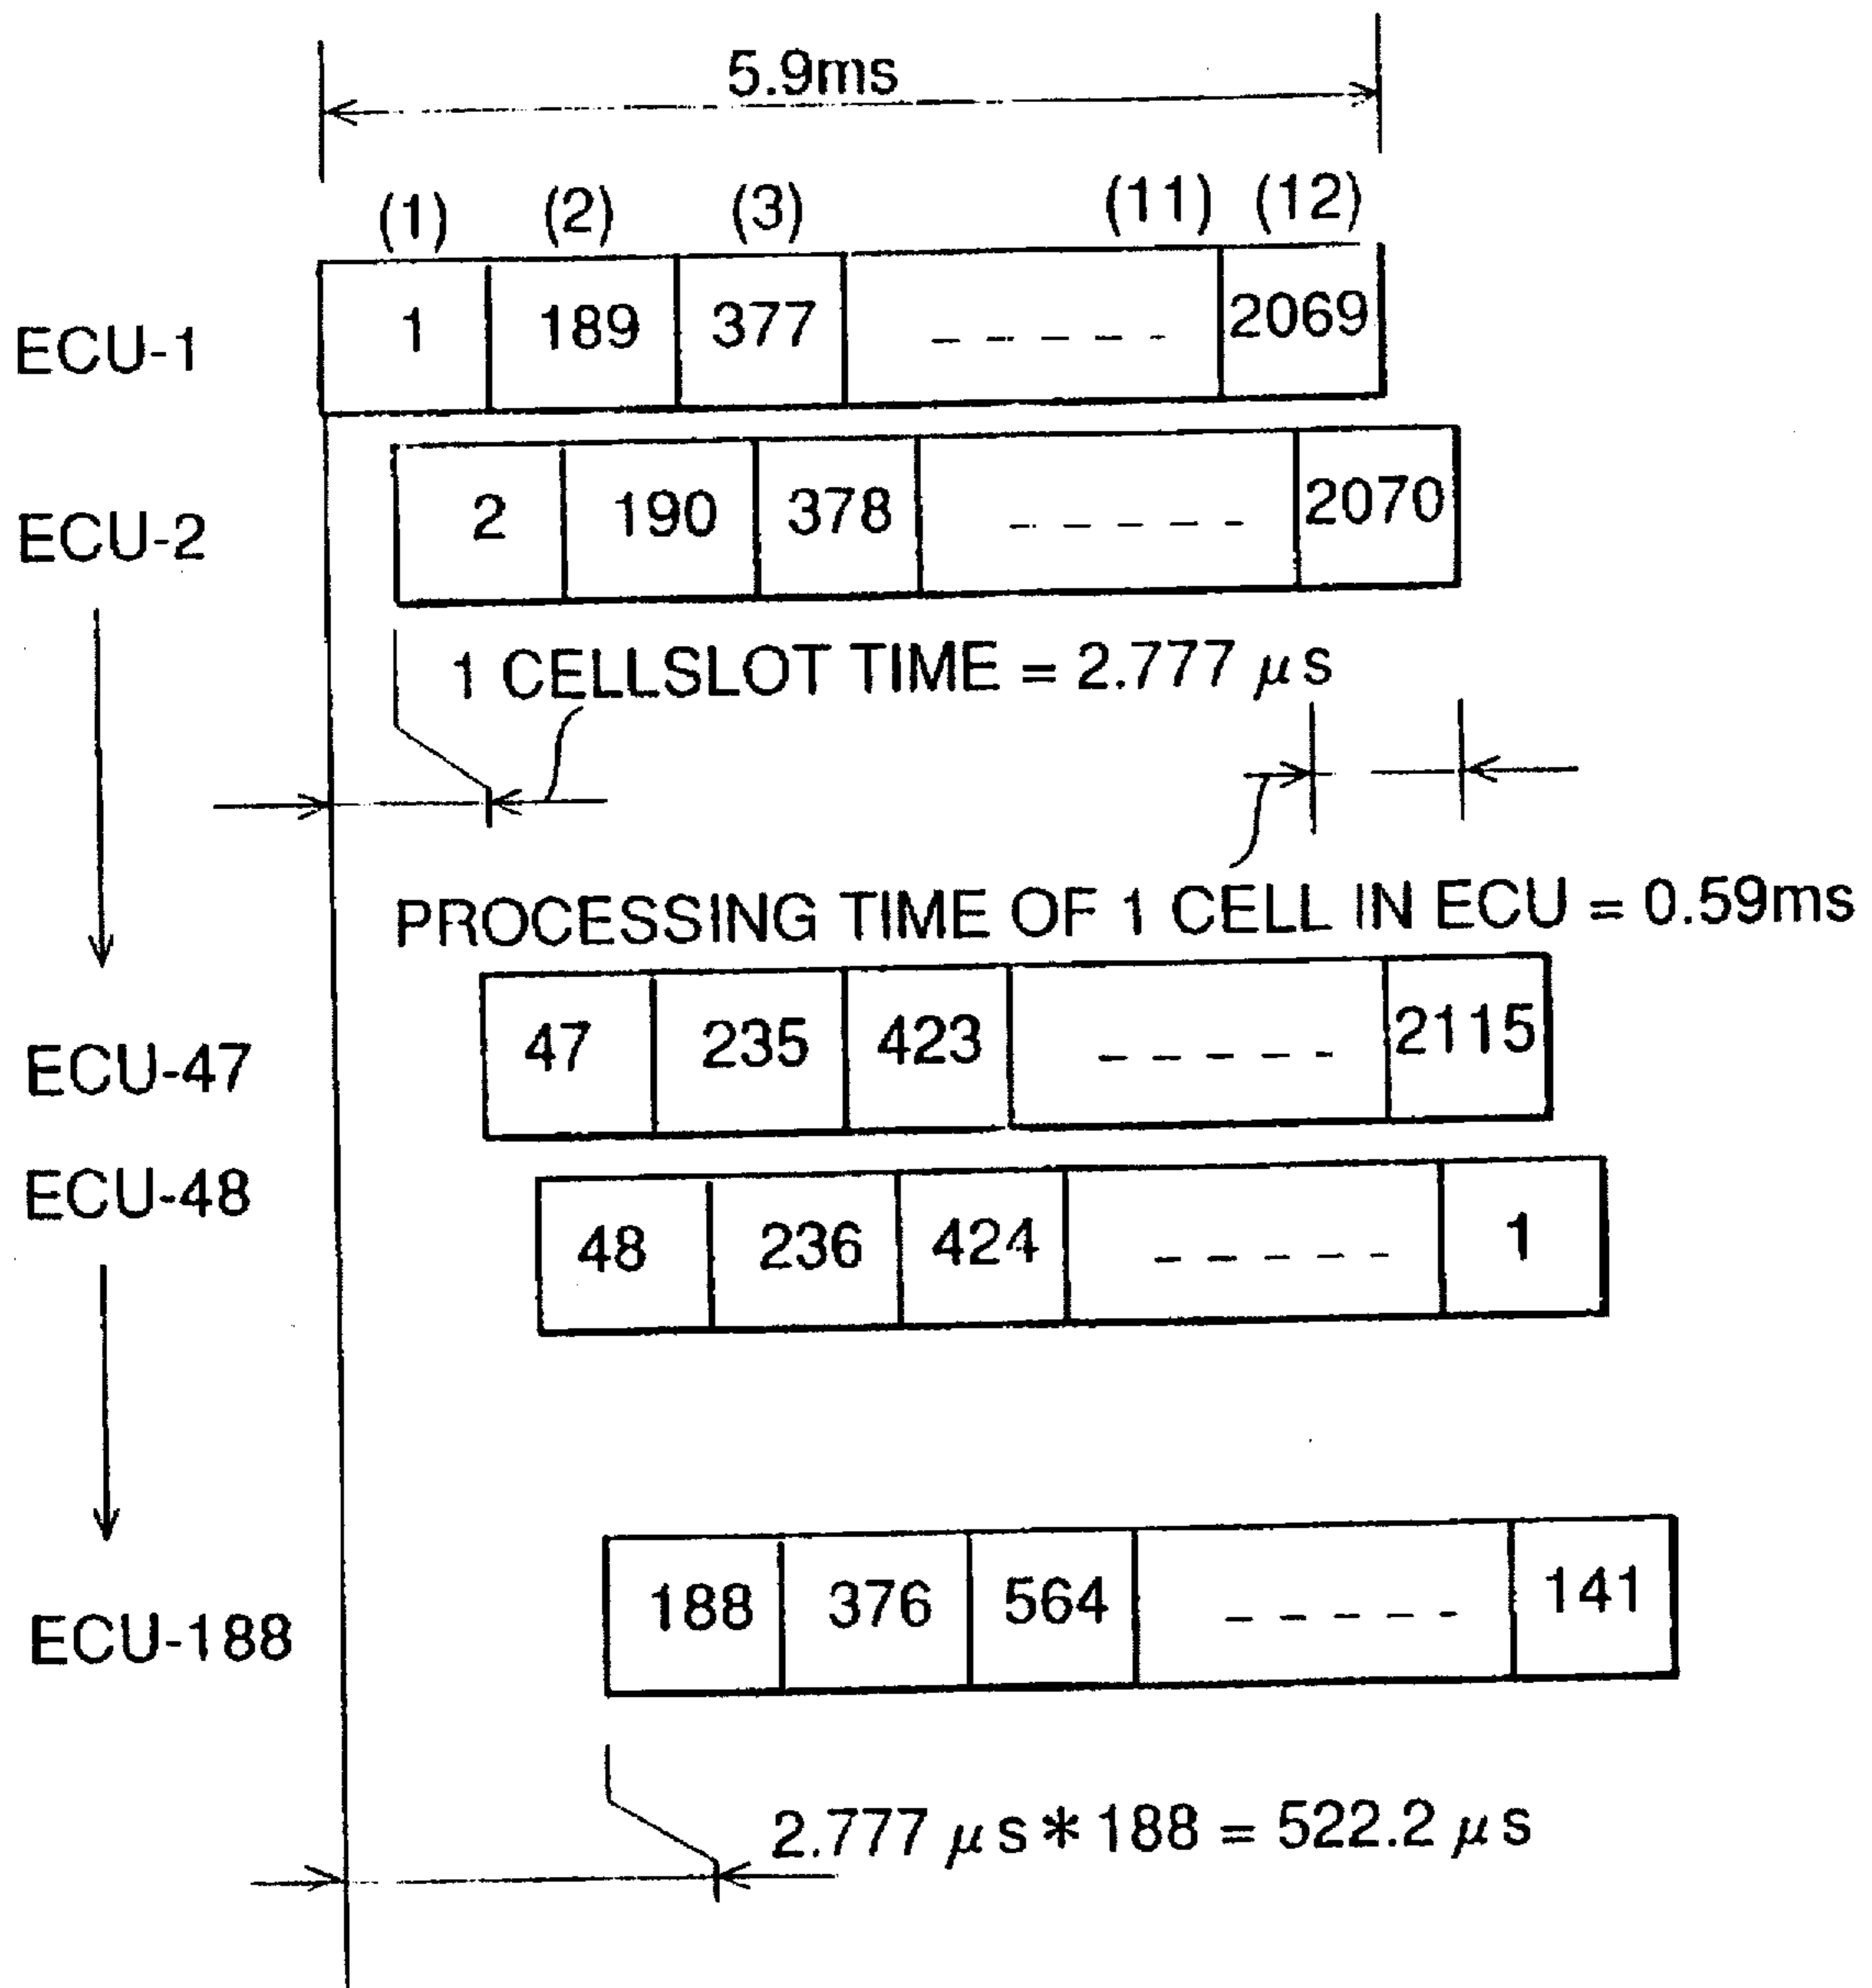 5.9ms
(1) (2) (3) (11) (12)
ECU-1 1 189 377 ----- 2069
ECU-2 2 190 378 ----- 2070
1 CELLSLOT TIME = 2.777 μs
PROCESSING TIME OF 1 CELL IN ECU = 0.59ms
ECU-47 47 235 423 ----- 2115
ECU-48 48 236 424 ----- 1
ECU-188 188 376 564 ----- 141
2.777 μs * 188 = 522.2 μs